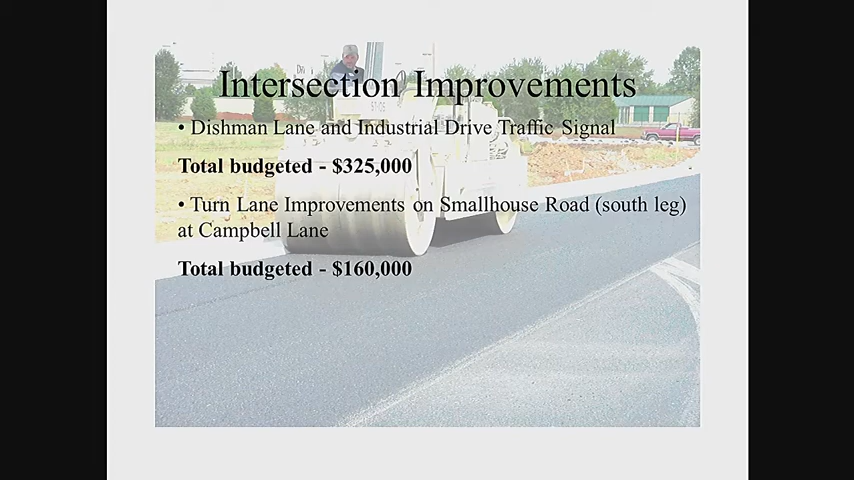 Intersection Improvements
• Dishman Lane and Industrial Drive Traffic Signal
Total budgeted - $325,000
• Turn Lane Improvements on Smallhouse Road (south leg)
at Campbell Lane
Total budgeted - $160,000